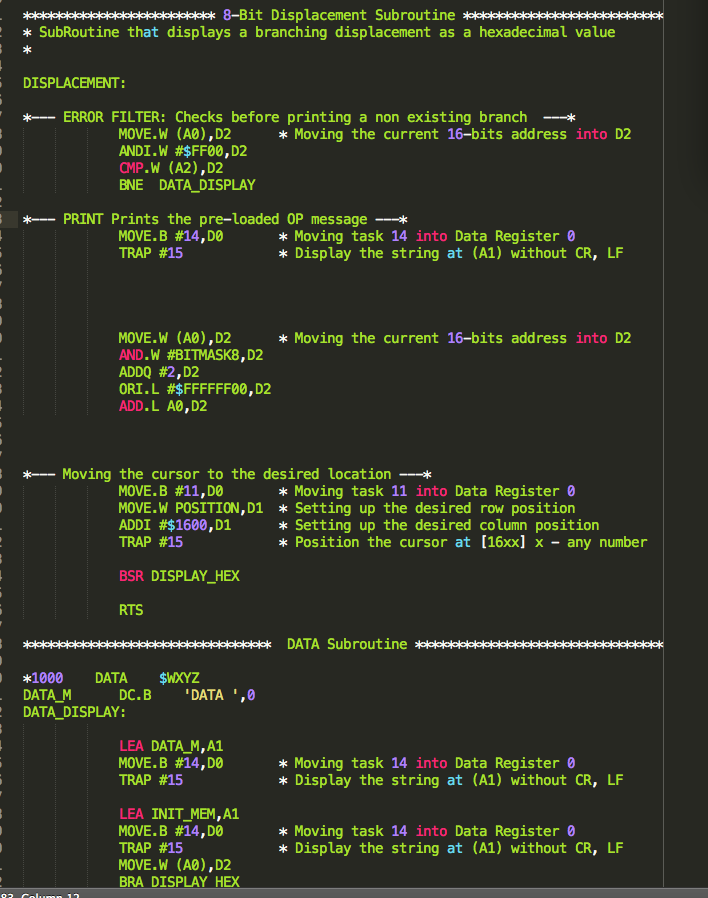 ************************ 8-Bit Displacement Subroutine *************************
* SubRoutine that displays a branching displacement as a hexadecimal value
*
DISPLACEMENT:
*--- ERROR FILTER: Checks before printing a non existing branch ---*
MOVE.W (A0),D2 * Moving the current 16-bits address into D2
ANDI.W #$FF00,D2
CMP.W (A2),D2
BNE DATA_DISPLAY
*--- PRINT Prints the pre-loaded OP message ---*
MOVE.B #14,D0 * Moving task 14 into Data Register 0
TRAP #15 * Display the string at (A1) without CR, LF
MOVE.W (A0),D2 * Moving the current 16-bits address into D2
AND.W #BITMASK8,D2
ADDQ #2,D2
ORI.L #$FFFFFF00,D2
ADD.L A0,D2
*--- Moving the cursor to the desired location ---*
MOVE.B #11,D0 * Moving task 11 into Data Register 0
MOVE.W POSITION,D1 * Setting up the desired row position
ADDI #$1600,D1 * Setting up the desired column position
TRAP #15 * Position the cursor at [16xx] x - any number
BSR DISPLAY_HEX
RTS
******************************* DATA Subroutine *******************************
*1000 DATA $WXYZ
DATA_M DC.B 'DATA ',0
DATA_DISPLAY:
LEA DATA_M,A1
MOVE.B #14,D0 * Moving task 14 into Data Register 0
TRAP #15 * Display the string at (A1) without CR, LF
LEA INIT_MEM,A1
MOVE.B #14,D0 * Moving task 14 into Data Register 0
TRAP #15 * Display the string at (A1) without CR, LF
MOVE.W (A0),D2
BRA DISPLAY_HEX
83, Column 12